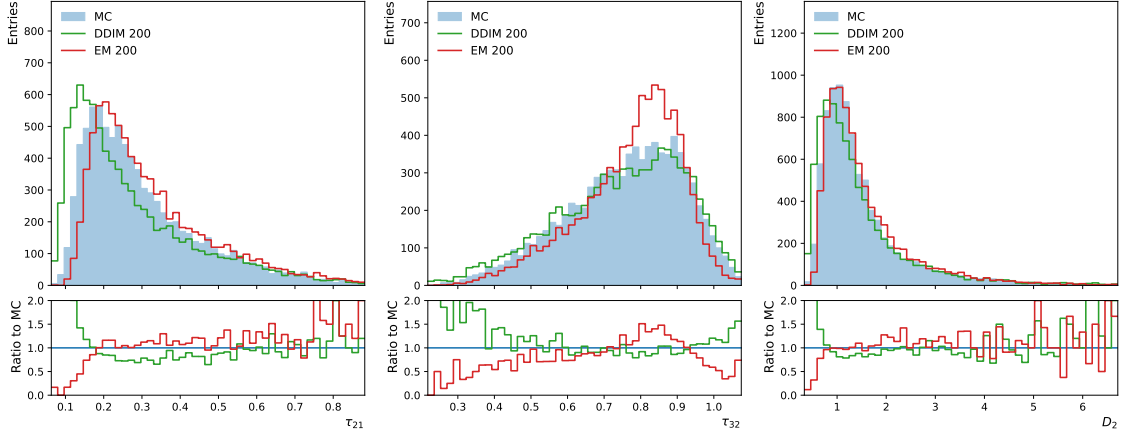 Entries
800
700
600
500
400
300
200
100
0
MC
DDIM 200
EM 200
Ratio to MC
2.0
1.5
1.0
0.5
0.0
0.1 0.2 0.3 0.4 0.5 0.6 0.7 0.8
τ21
Entries
700
600
500
400
300
200
100
0
MC
DDIM 200
EM 200
Ratio to MC
2.0
1.5
1.0
0.5
0.0
0.3 0.4 0.5 0.6 0.7 0.8 0.9 1.0
τ32
Entries
1200
1000
800
600
400
200
0
MC
DDIM 200
EM 200
Ratio to MC
2.0
1.5
1.0
0.5
0.0
1 2 3 4 5 6
D2